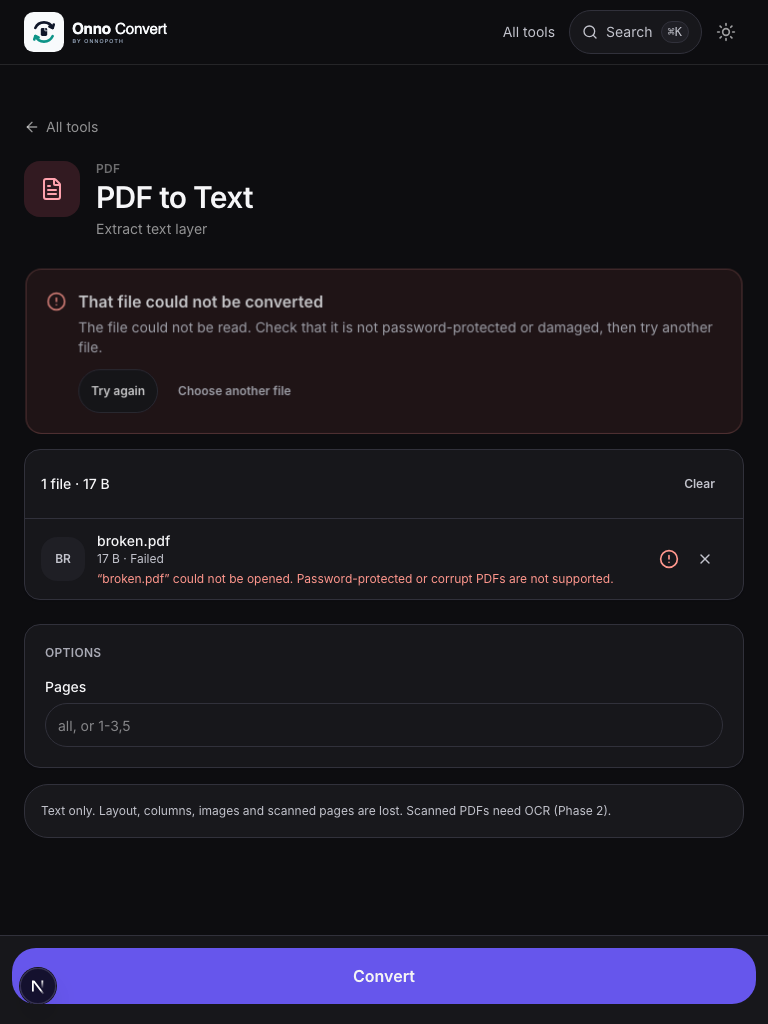 Onno Convert
BY ONNOPOTH
All tools
Search ⌘K
All tools
PDF
PDF to Text
Extract text layer
That file could not be converted
The file could not be read. Check that it is not password-protected or damaged, then try another
file.
Try again
Choose another file
1 file · 17 B
Clear
BR
broken.pdf
17 B · Failed
“broken.pdf” could not be opened. Password-protected or corrupt PDFs are not supported.
OPTIONS
Pages
all, or 1-3,5
Text only. Layout, columns, images and scanned pages are lost. Scanned PDFs need OCR (Phase 2).
Convert
N